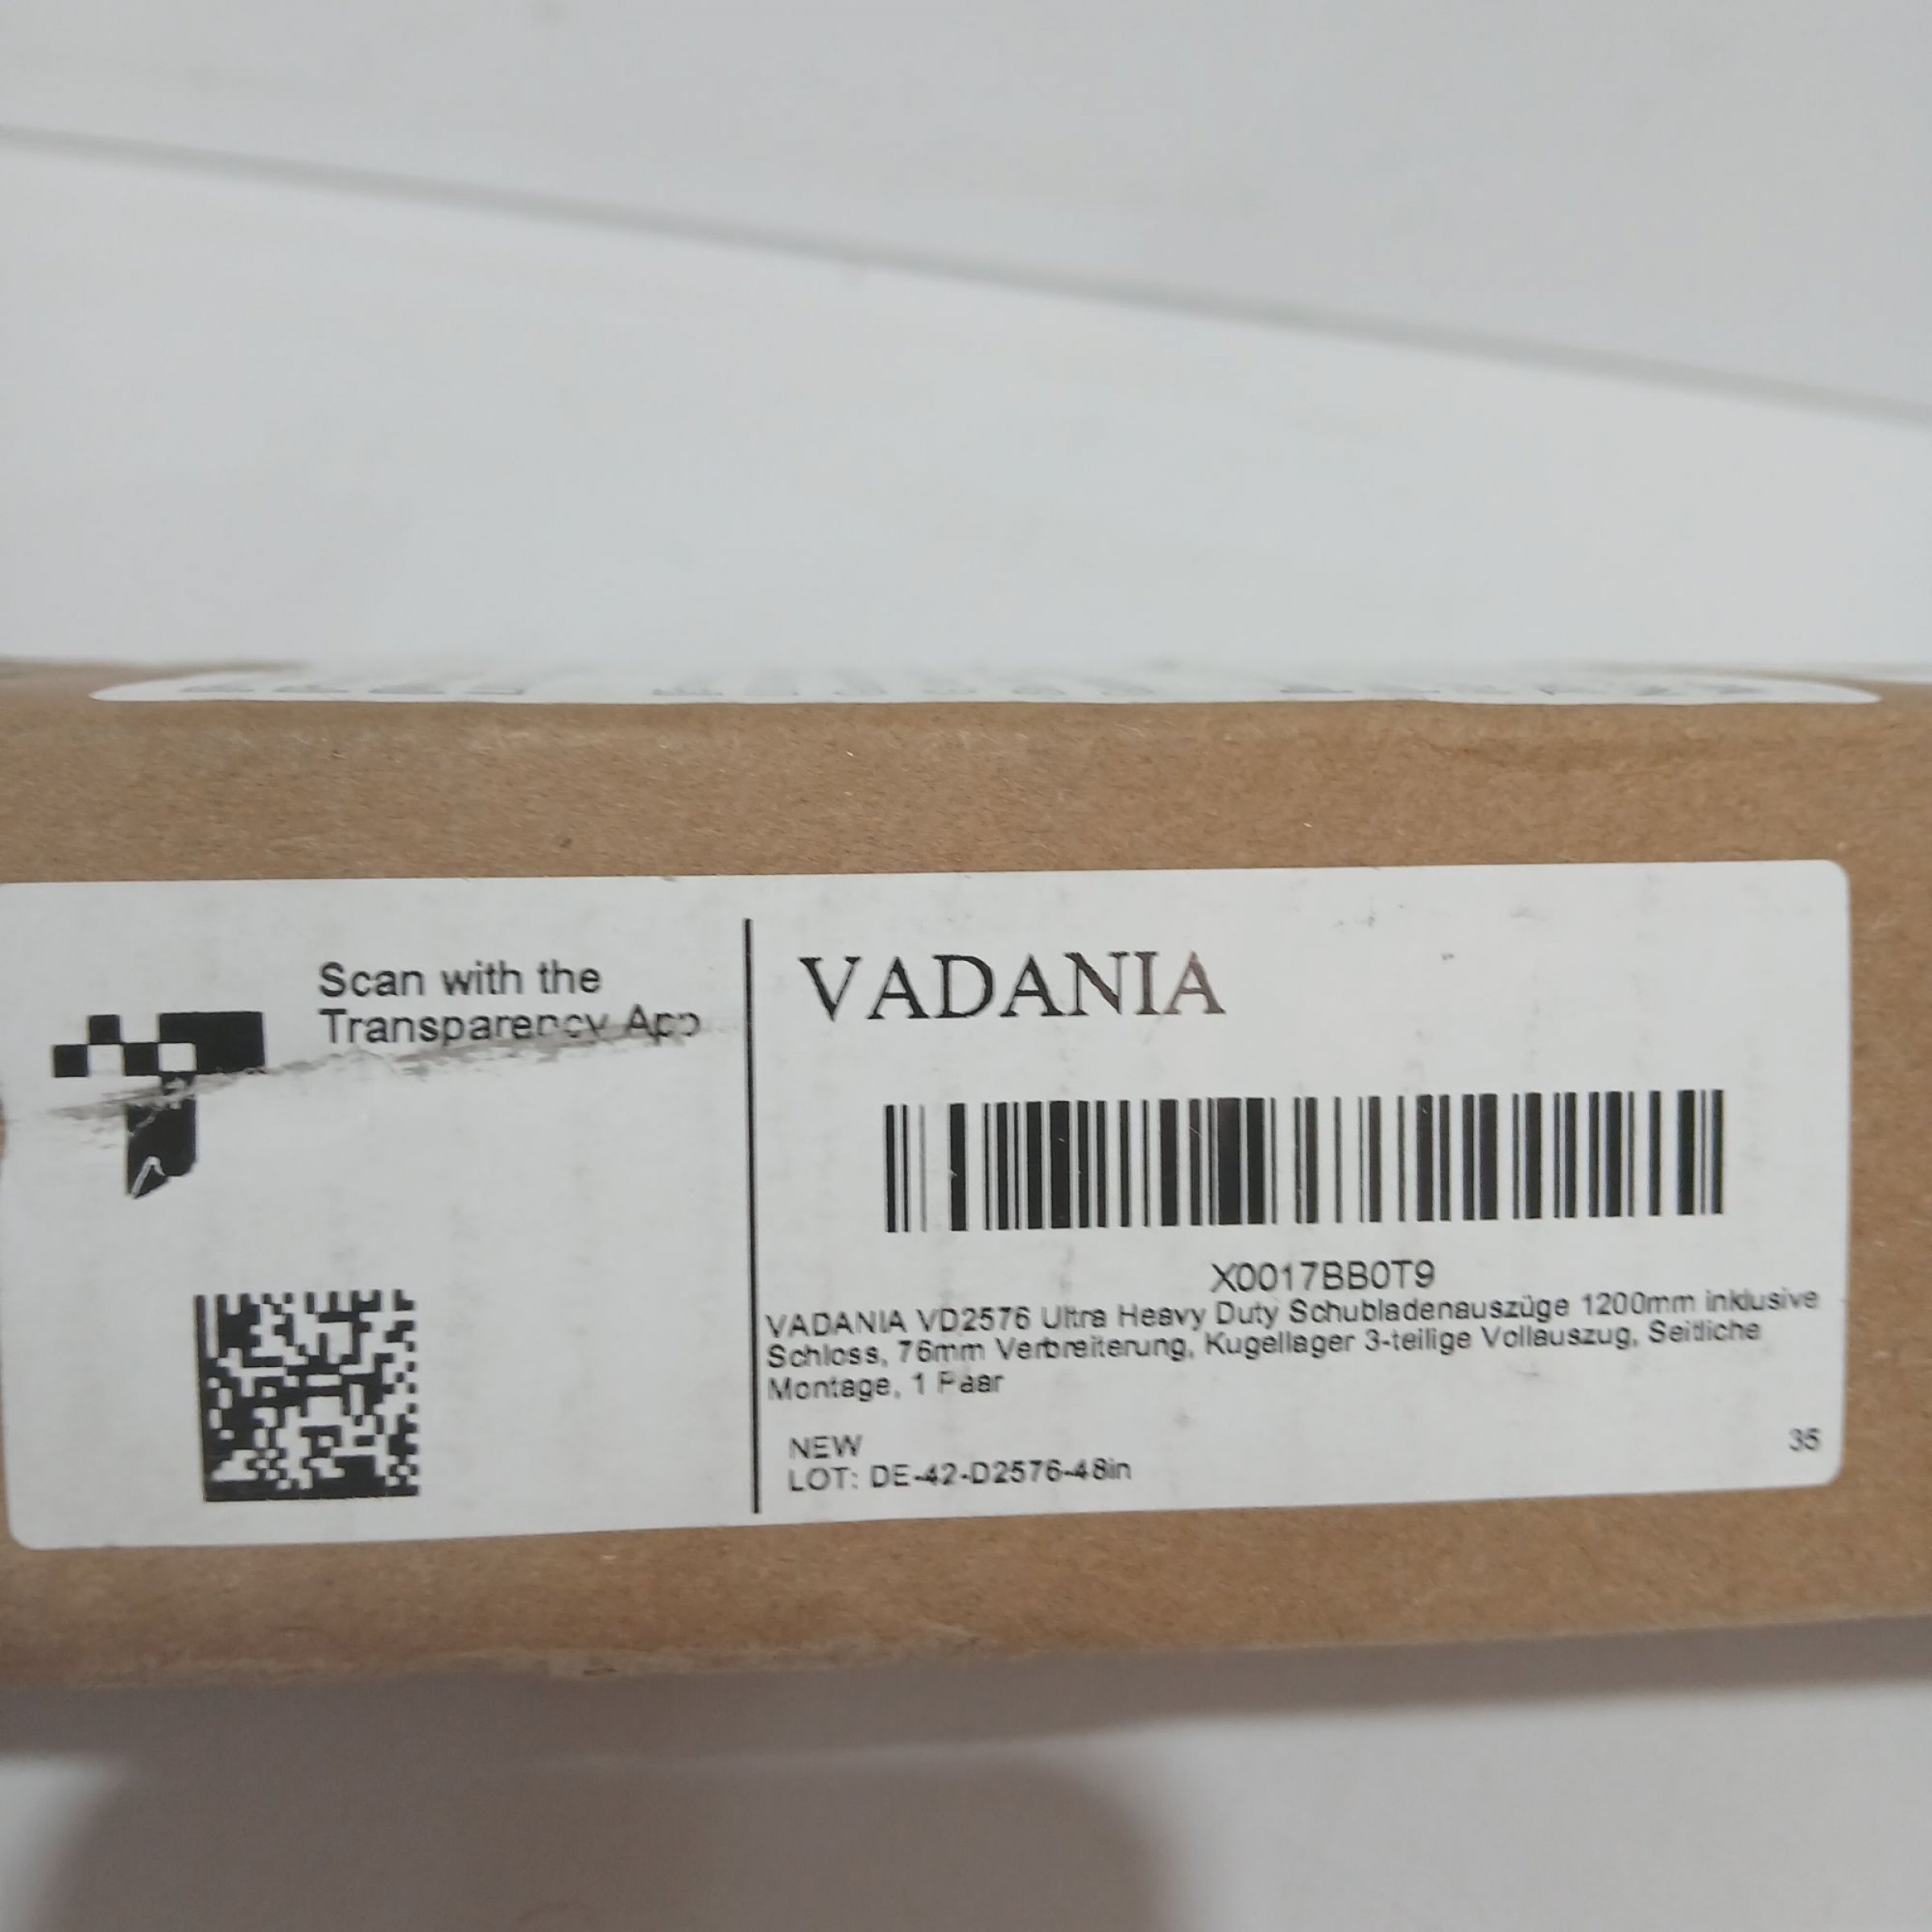 Scan with the
Transparency App
VADANIA
X0017BB0T9
VADANIA VD2576 Ultra Heavy Duty Schubladenauszüge 1200mm inklusive
Schloss, 76mm Verbreiterung, Kugellager 3-teilige Vollauszug, Seitliche
Montage, 1 Paar
NEW
LOT: DE-42-D2576-48in
35